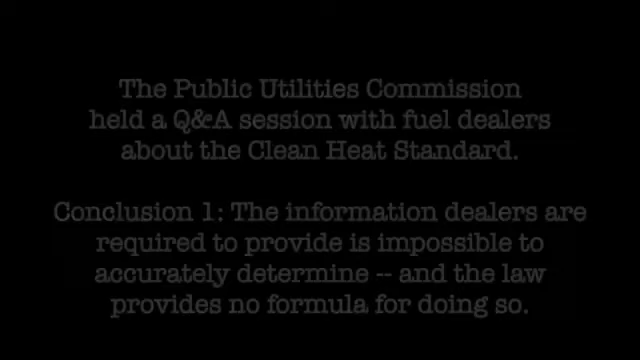 The Public Utilities Commission
held a Q&A session with fuel dealers
about the Clean Heat Standard.
Conclusion 1: The information dealers are
required to provide is impossible to
accurately determine -- and the law
provides no formula for doing so.